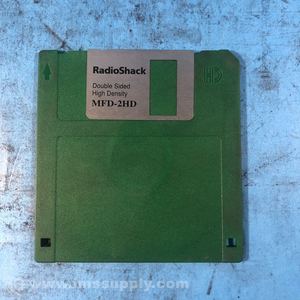 RadioShack
HD
Double Sided
High Density
MFD-2HD
www.imssupply.com